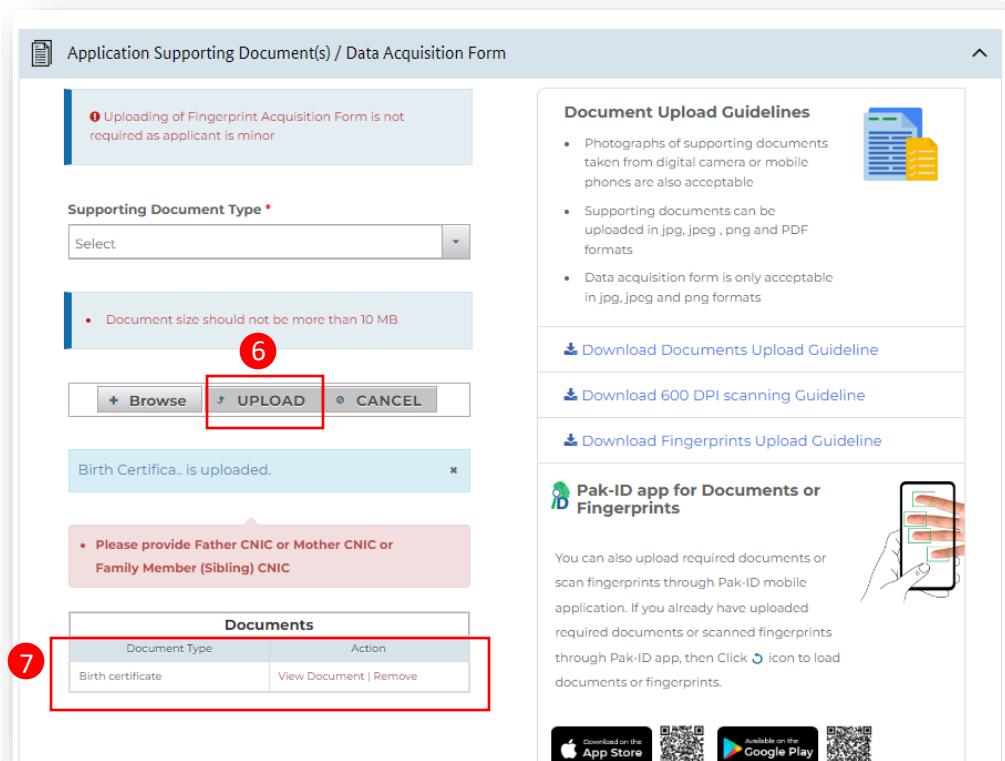 Application Supporting Document(s) / Data Acquisition Form
Uploading of Fingerprint Acquisition Form is not
required as applicant is minor
Supporting Document Type *
Select
Document size should not be more than 10 MB
6
+ Browse
UPLOAD
CANCEL
Birth Certifica.. is uploaded.
Please provide Father CNIC or Mother CNIC or
Family Member (Sibling) CNIC
Documents
7
Document Type Action
Birth certificate View Document | Remove
Document Upload Guidelines
Photographs of supporting documents
taken from digital camera or mobile
phones are also acceptable
Supporting documents can be
uploaded in jpg, jpeg , png and PDF
formats
Data acquisition form is only acceptable
in jpg, jpeg and png formats
Download Documents Upload Guideline
Download 600 DPI scanning Guideline
Download Fingerprints Upload Guideline
ID
Pak-ID app for Documents or
Fingerprints
You can also upload required documents or
scan fingerprints through Pak-ID mobile
application. If you already have uploaded
required documents or scanned fingerprints
through Pak-ID app, then Click icon to load
documents or fingerprints.
Download on the
App Store
Available on the
Google Play